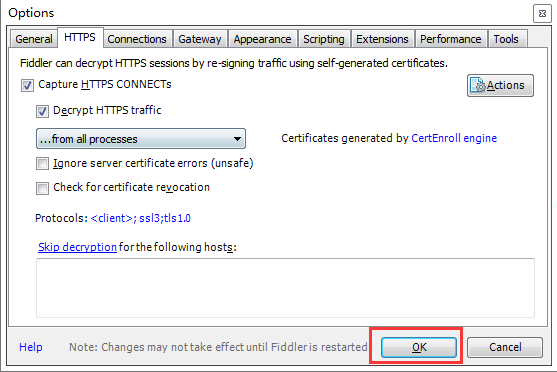 Options
General HTTPS Connections Gateway Appearance Scripting Extensions Performance Tools
Fiddler can decrypt HTTPS sessions by re-signing traffic using self-generated certificates.
Capture HTTPS CONNECTs
Actions
Decrypt HTTPS traffic
...from all processes
Certificates generated by CertEnroll engine
Ignore server certificate errors (unsafe)
Check for certificate revocation
Protocols: <client>; ssl3;tls1.0
Skip decryption for the following hosts:
Help
Note: Changes may not take effect until Fiddler is restarted
OK
Cancel